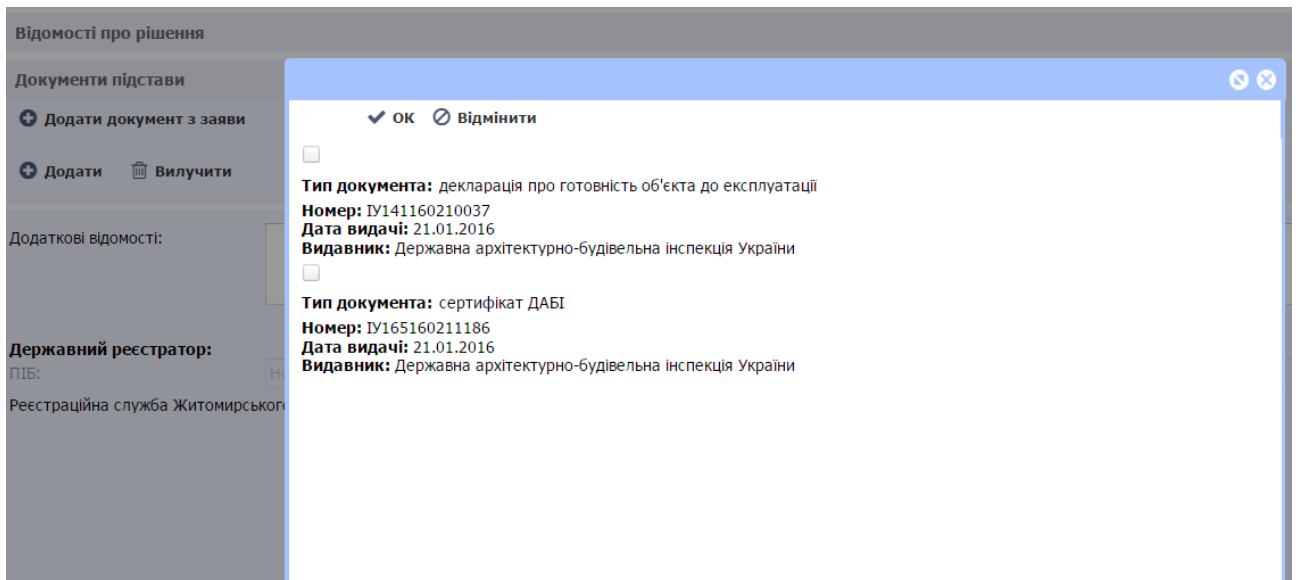 Відомості про рішення
Документи підстави
Додати документ з заяви
ОК Відмінити
Додати Вилучити
Тип документа: декларація про готовність об'єкта до експлуатації
Номер: ІУ141160210037
Дата видачі: 21.01.2016
Видавник: Державна архітектурно-будівельна інспекція України
Додаткові відомості:
Тип документа: сертифікат ДАБІ
Номер: ІУ165160211186
Дата видачі: 21.01.2016
Видавник: Державна архітектурно-будівельна інспекція України
Державний реєстратор:
ПІБ:
Реєстраційна служба Житомирськог